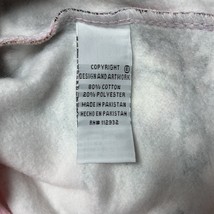 COPYRIGHT ©
DESIGN AND ARTWORK
80% COTTON
20% POLYESTER
MADE IN PAKISTAN
HECHO EN PAKISTAN
RN# 112932